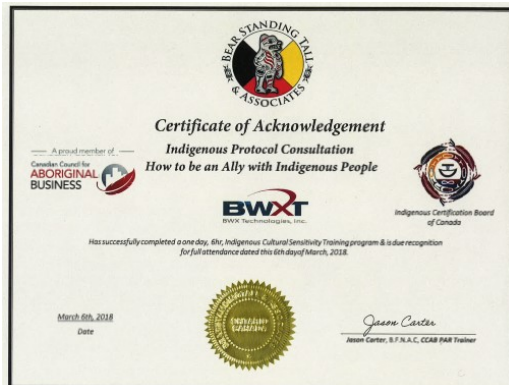 BEAR STANDING TALL
& ASSOCIATES
Certificate of Acknowledgement
Indigenous Protocol Consultation
How to be an Ally with Indigenous People
A proud member of
Canadian Council for
ABORIGINAL
BUSINESS
BWXT
BWX Technologies, Inc.
Indigenous Certification Board
of Canada
Has successfully completed a one day, 6hr, Indigenous Cultural Sensitivity Training program & is due recognition
for full attendance dated this 6th day of March, 2018.
March 6th, 2018
Date
Jason Carter
Jason Carter, B.F.N.A.C, CCAB PAR Trainer